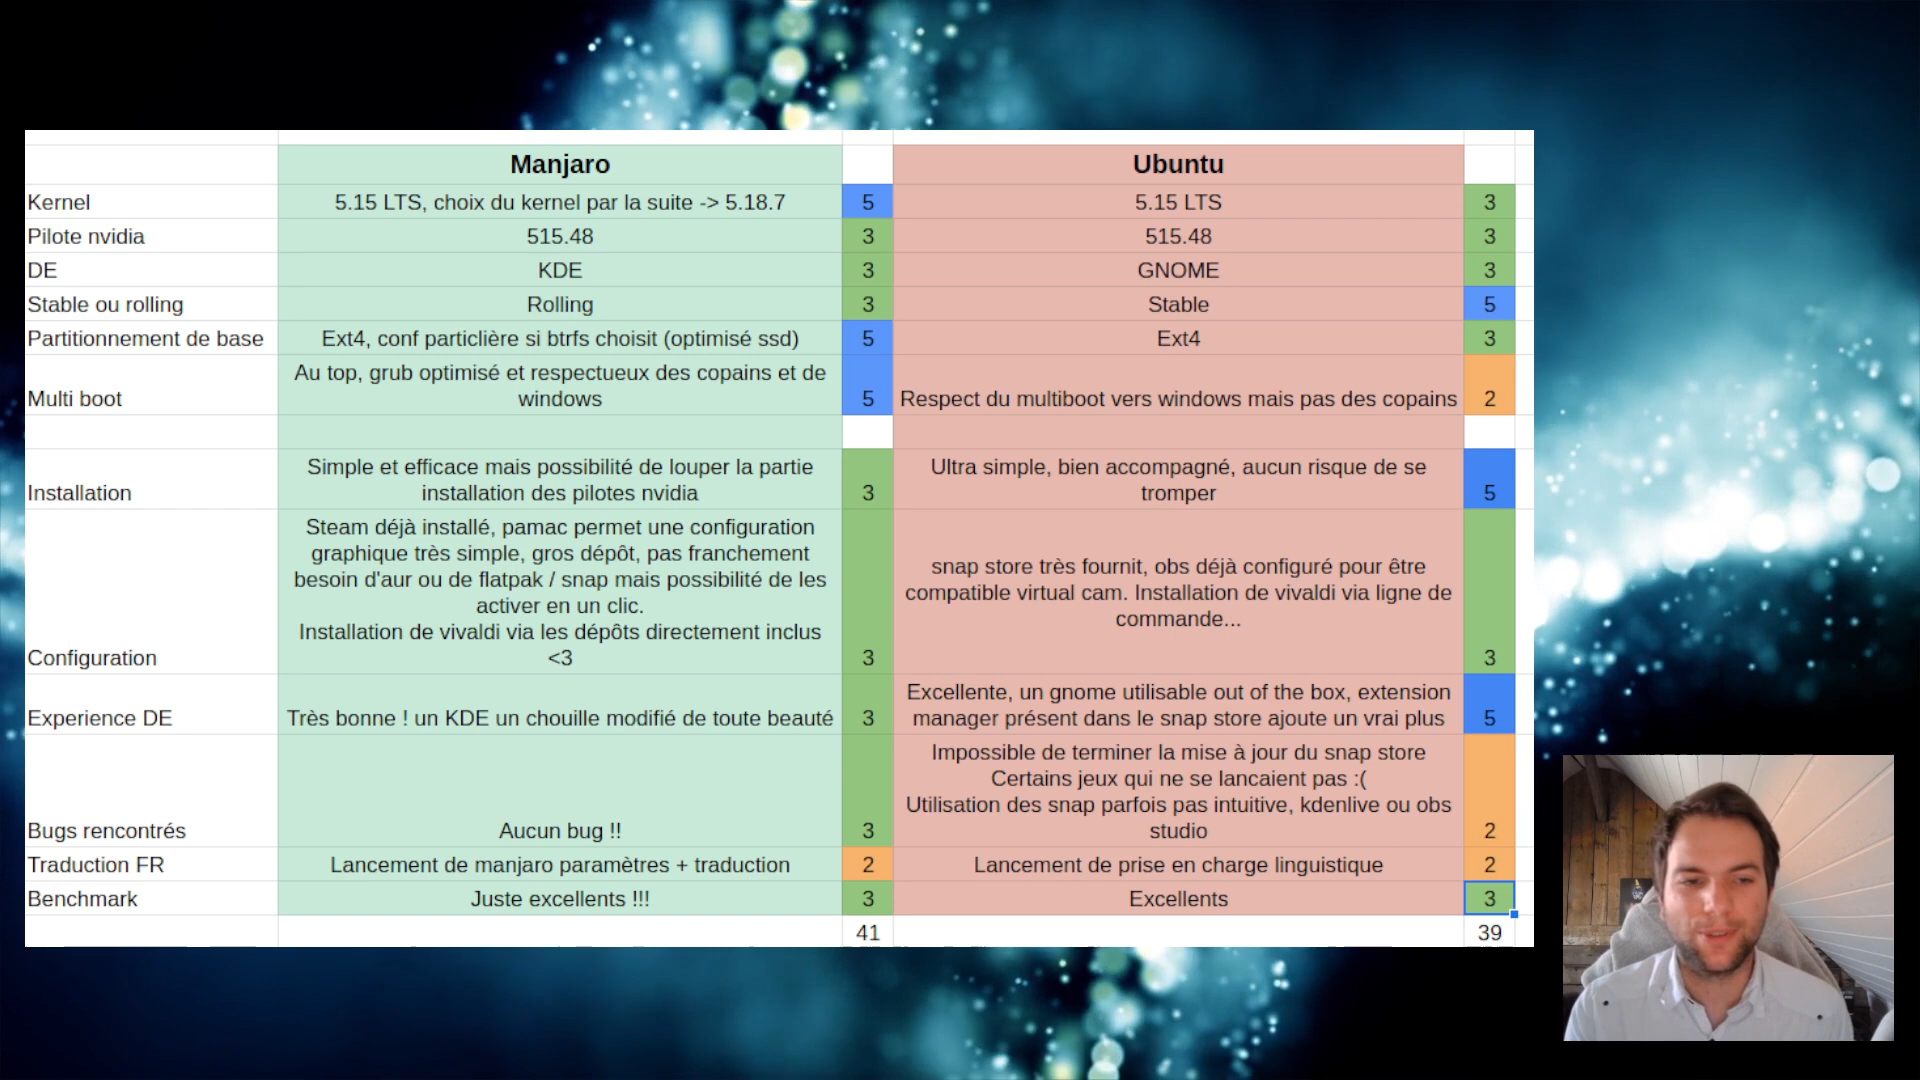 Manjaro Ubuntu
Kernel 5.15 LTS, choix du kernel par la suite -> 5.18.7 5 5.15 LTS 3
Pilote nvidia 515.48 3 515.48 3
DE KDE 3 GNOME 3
Stable ou rolling Rolling 3 Stable 5
Partitionnement de base Ext4, conf particlière si btrfs choisit (optimisé ssd) 5 Ext4 3
Au top, grub optimisé et respectueux des copains et de
Multi boot windows 5 Respect du multiboot vers windows mais pas des copains 2
Simple et efficace mais possibilité de louper la partie Ultra simple, bien accompagné, aucun risque de se
Installation installation des pilotes nvidia 3 tromper 5
Steam déjà installé, pamac permet une configuration
graphique très simple, gros dépôt, pas franchement
besoin d'aur ou de flatpak / snap mais possibilité de les
activer en un clic.
Installation de vivaldi via les dépôts directement inclus
Configuration <3 3
snap store très fournit, obs déjà configuré pour être
compatible virtual cam. Installation de vivaldi via ligne de
commande...
3
Excellente, un gnome utilisable out of the box, extension
Experience DE Très bonne ! un KDE un chouille modifié de toute beauté 3 manager présent dans le snap store ajoute un vrai plus 5
Impossible de terminer la mise à jour du snap store
Certains jeux qui ne se lancaient pas :(
Utilisation des snap parfois pas intuitive, kdenlive ou obs
Bugs rencontrés Aucun bug !! 3 studio 2
Traduction FR Lancement de manjaro paramètres + traduction 2 Lancement de prise en charge linguistique 2
Benchmark Juste excellents !!! 3 Excellents 3
41 39